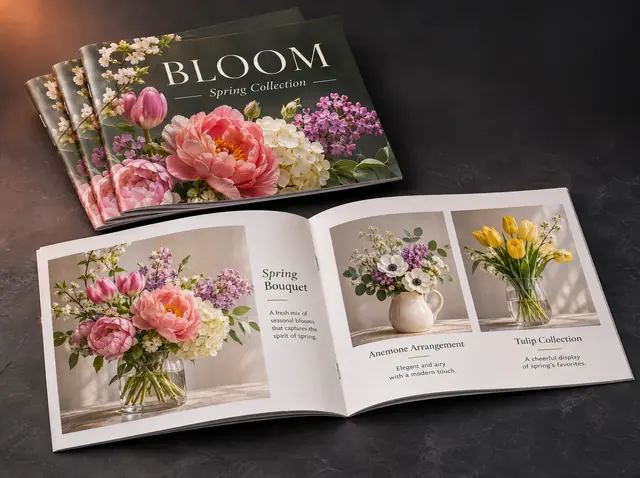 BLOOM
Spring Collection
Spring
Bouquet
A fresh mix of
seasonal blooms
that captures the
spirit of spring.
Anemone Arrangement
Elegant and airy
with a modern touch.
Tulip Collection
A cheerful display
of spring's favorites.